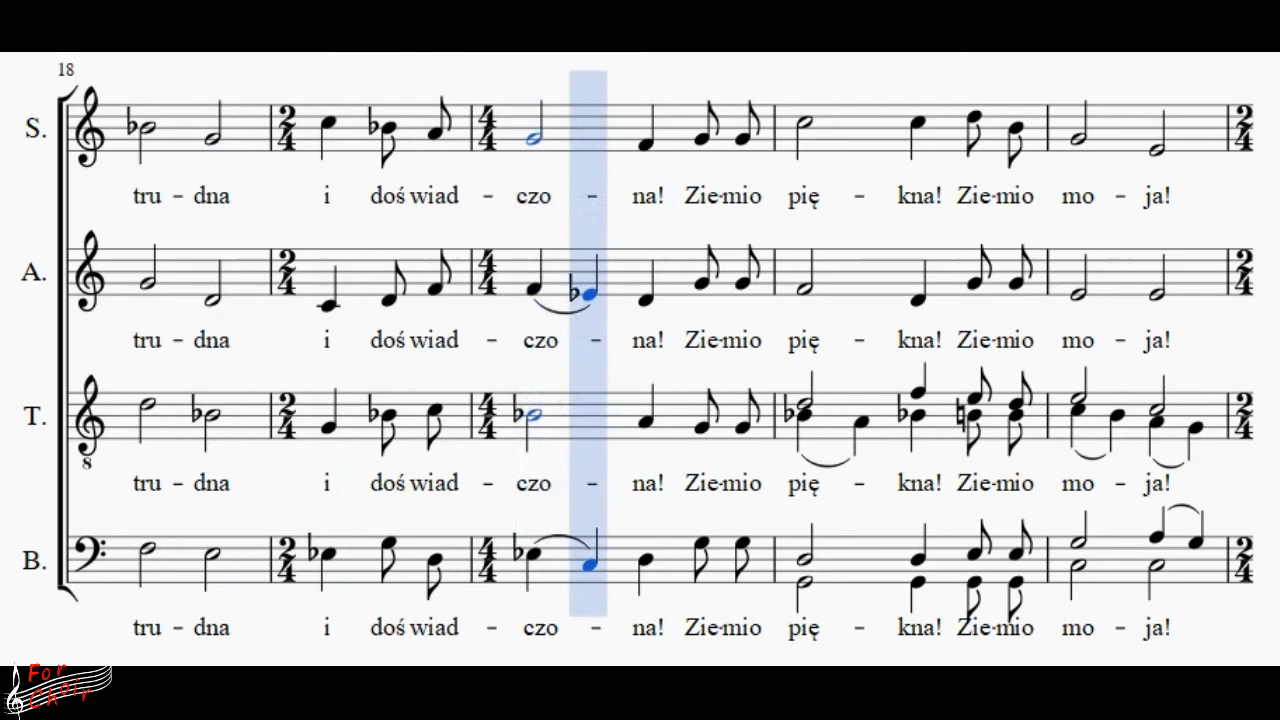 18
S.
tru - dna i doś wiad - czo - na! Zie-mio pię - kna! Zie-mio mo - ja!
A.
tru - dna i doś wiad - czo - na! Zie-mio pię - kna! Zie-mio mo - ja!
T.
8
tru - dna i doś wiad - czo - na! Zie-mio pię - kna! Zie-mio mo - ja!
B.
tru - dna i doś wiad - czo - na! Zie-mio pię - kna! Zie-mio mo - ja!
For
Choir